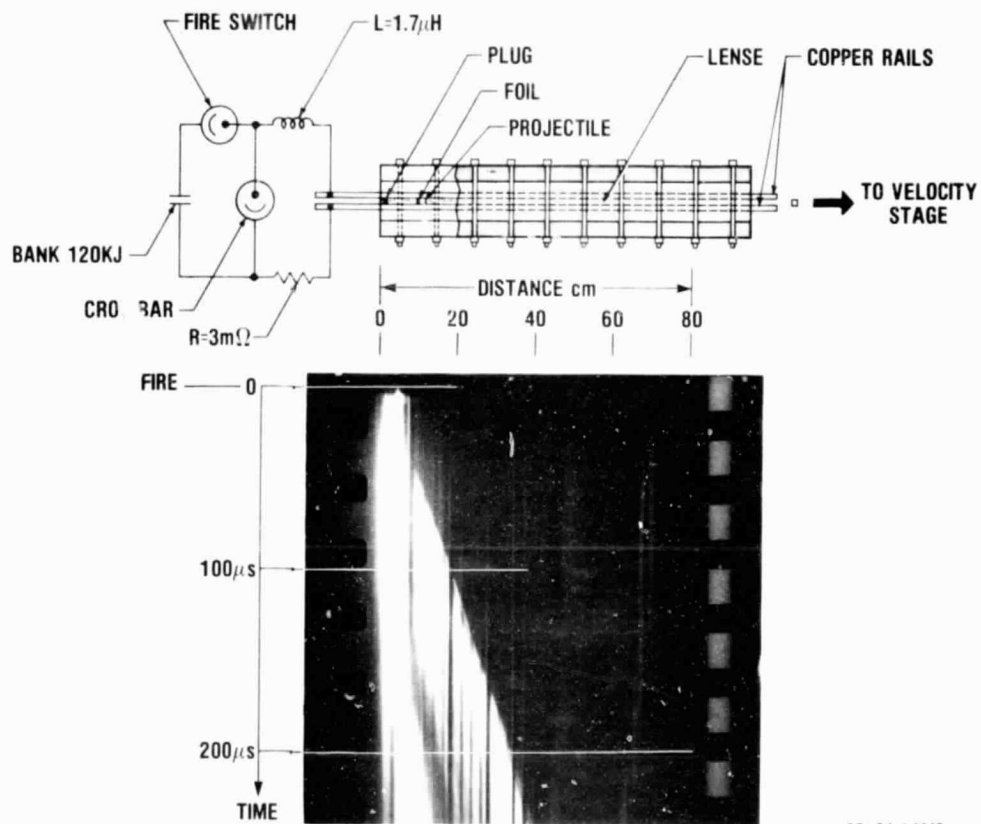 FIRE SWITCH
L=1.7μH
PLUG
LENSE
COPPER RAILS
FOIL
PROJECTILE
TO VELOCITY
STAGE
BANK 120KJ
CRO BAR
R=3mΩ
DISTANCE cm
0 20 40 60 80
FIRE 0
100μs
200μs
TIME